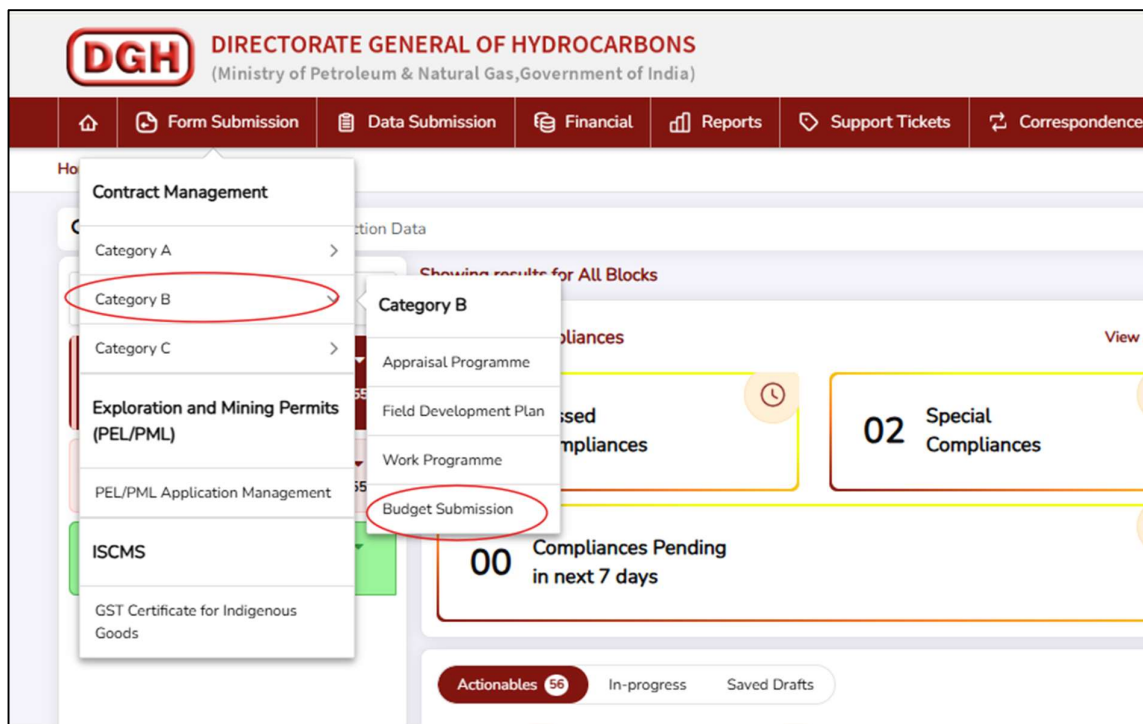 DGH
DIRECTORATE GENERAL OF HYDROCARBONS
(Ministry of Petroleum & Natural Gas,Government of India)
Form Submission
Data Submission
Financial
Reports
Support Tickets
Correspondence
Contract Management
Category A
Category B
Category C
Exploration and Mining Permits
(PEL/PML)
PEL/PML Application Management
ISCMS
GST Certificate for Indigenous
Goods
Category B
Appraisal Programme
Field Development Plan
Work Programme
Budget Submission
Data
Showing results for All Blocks
View
02 Special
Compliances
00 Compliances Pending
in next 7 days
Actionables 56
In-progress
Saved Drafts